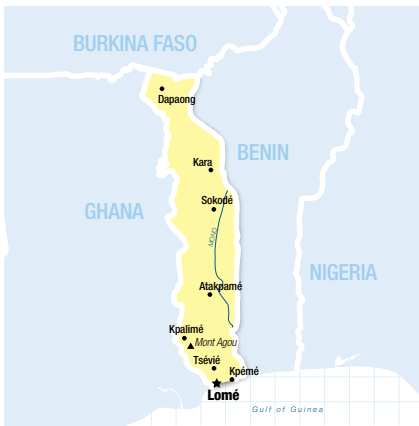 BURKINA FASO
Dapaong
BENIN
Kara
Sokodé
GHANA
MONO
NIGERIA
Atakpamé
Kpalimé
Mont Agou
Tsévié
Kpémé
Lomé
Gulf of Guinea